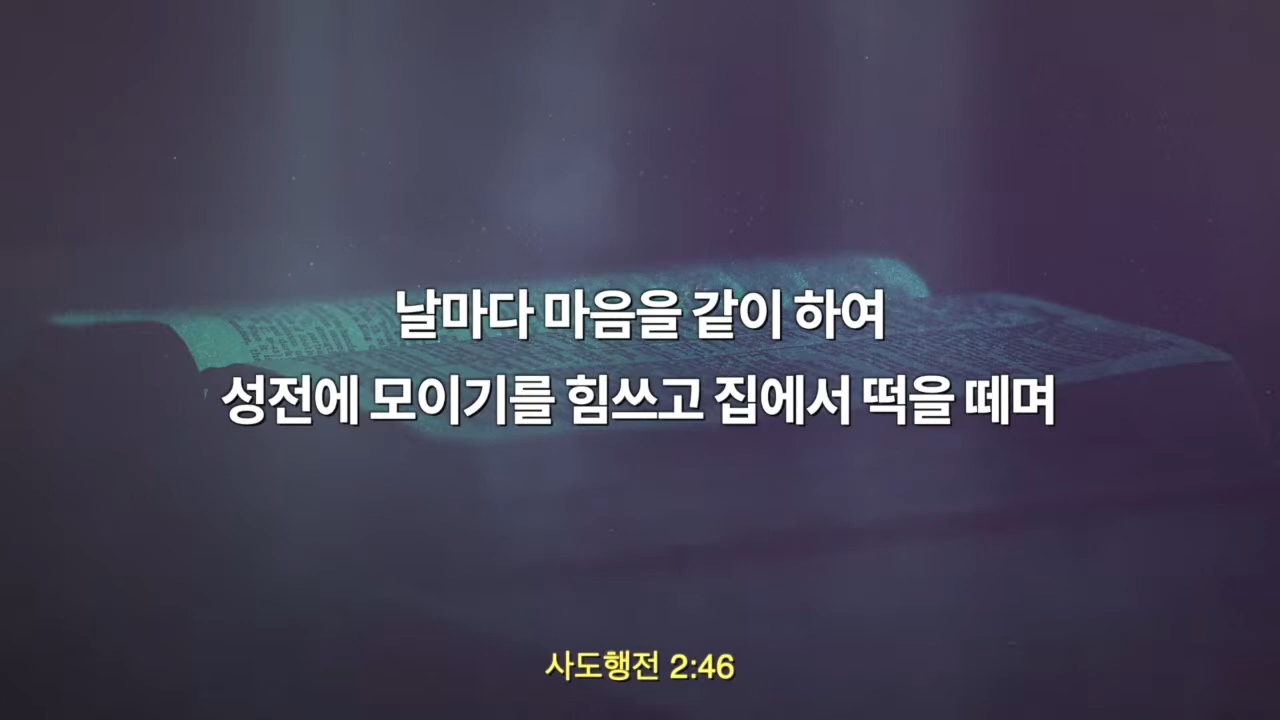 날마다 마음을 같이 하여
성전에 모이기를 힘쓰고 집에서 떡을 떼며
사도행전 2:46